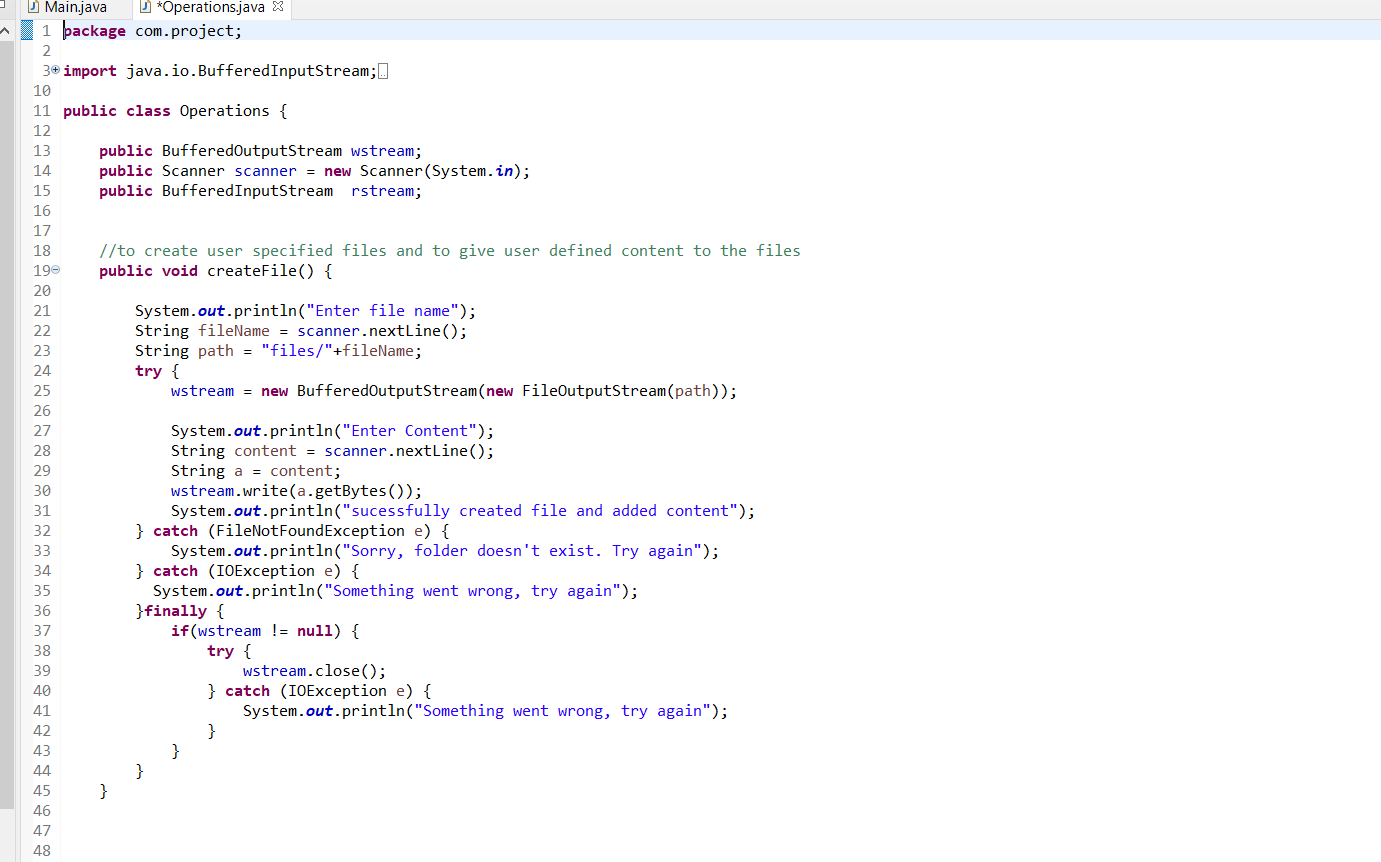 Main.java *Operations.java
1 package com.project;
2
3 import java.io.BufferedInputStream;
10
11 public class Operations {
12
13 public BufferedOutputStream wstream;
14 public Scanner scanner = new Scanner(System.in);
15 public BufferedInputStream  rstream;
16
17
18 //to create user specified files and to give user defined content to the files
19 public void createFile() {
20
21 System.out.println("Enter file name");
22 String fileName = scanner.nextLine();
23 String path = "files/"+fileName;
24 try {
25 wstream = new BufferedOutputStream(new FileOutputStream(path));
26
27 System.out.println("Enter Content");
28 String content = scanner.nextLine();
29 String a = content;
30 wstream.write(a.getBytes());
31 System.out.println("sucessfully created file and added content");
32 } catch (FileNotFoundException e) {
33 System.out.println("Sorry, folder doesn't exist. Try again");
34 } catch (IOException e) {
35 System.out.println("Something went wrong, try again");
36 }finally {
37 if(wstream != null) {
38 try {
39 wstream.close();
40 } catch (IOException e) {
41 System.out.println("Something went wrong, try again");
42 }
43 }
44 }
45 }
46
47
48